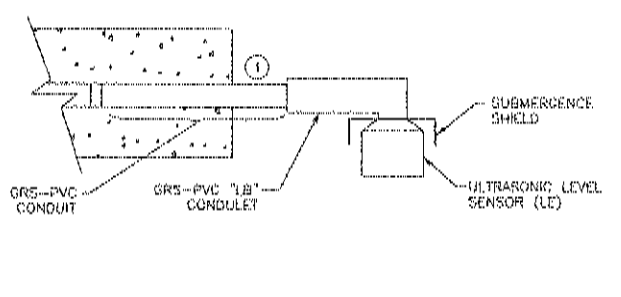 1
SUBMERGENCE
SHIELD
GRS-PVC
CONDUIT
GRS-PVC "LB"
CONDULET
ULTRASONIC LEVEL
SENSOR (LE)